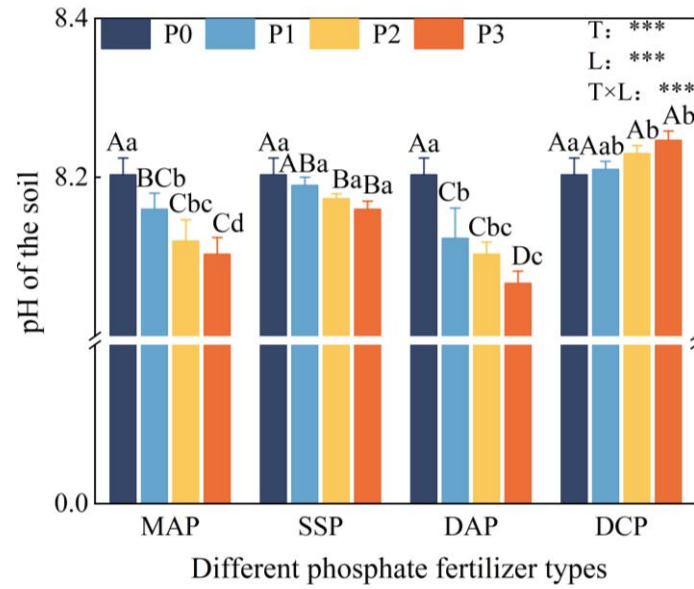 8.4
P0 P1 P2 P3
T: ***
L: ***
T×L: ***
Aa BCb Cbc Cd
Aa ABa Ba Ba
Aa Cb Cbc Dc
Aa Aab Ab Ab
8.2
0.0
pH of the soil
MAP SSP DAP DCP
Different phosphate fertilizer types